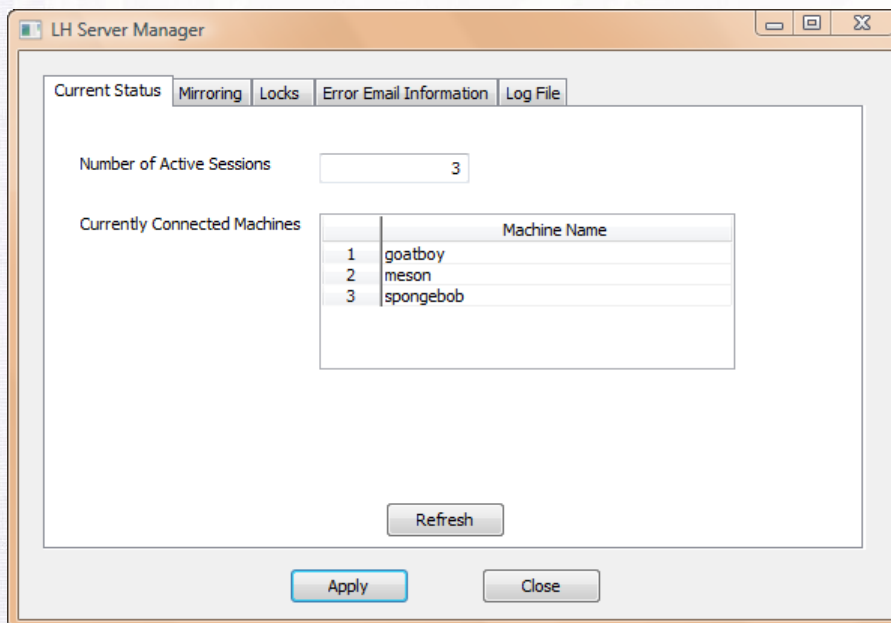 LH Server Manager
Current Status Mirroring Locks Error Email Information Log File
Number of Active Sessions 3
Currently Connected Machines Machine Name
1 goatboy
2 meson
3 spongebob
Refresh
Apply Close